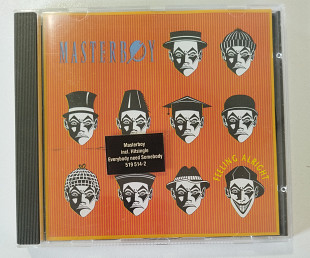 MASTERBOY
Masterboy
Incl. Hitsingle
Everybody need Somebody
519 514-2
FEELING ALRIGHT